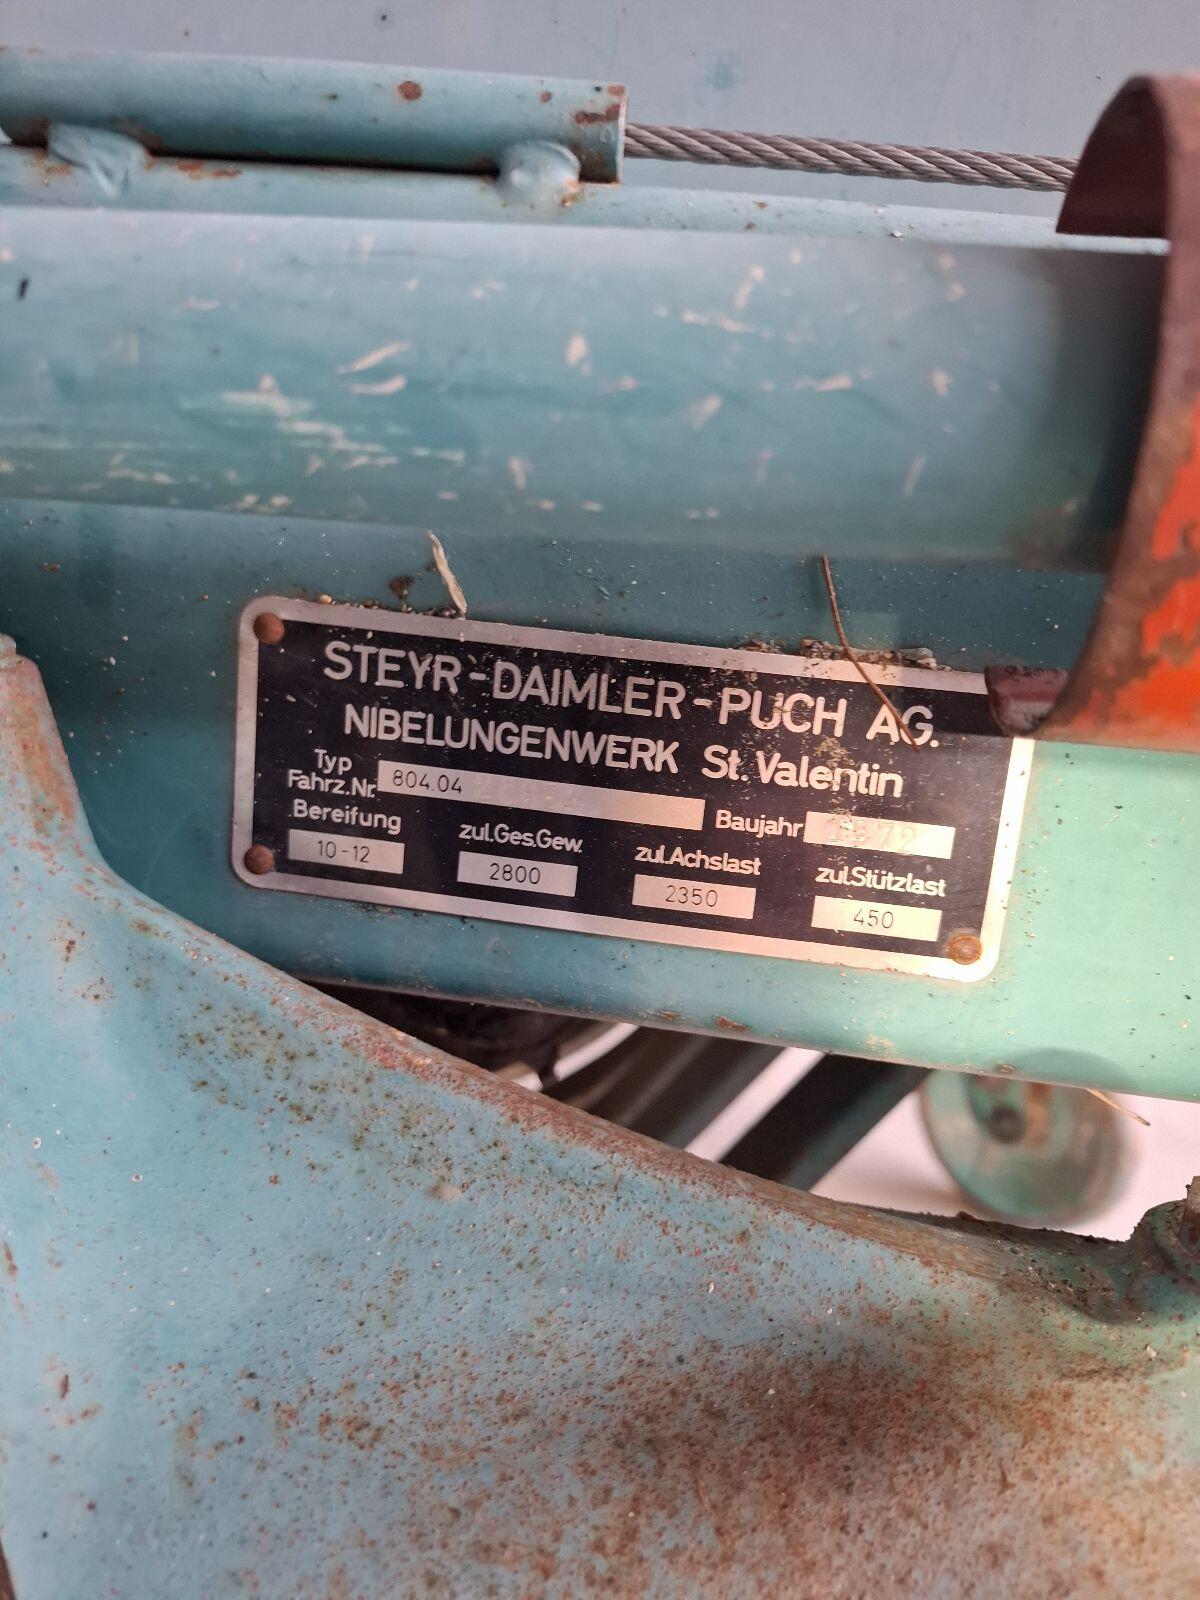 STEYR-DAIMLER-PUCH AG.
NIBELUNGENWERK St. Valentin
Typ
Fahrz.Nr. 804.04
Baujahr 1972
Bereifung zul.Ges.Gew. zul.Achslast zul.Stützlast
10-12 2800 2350 450